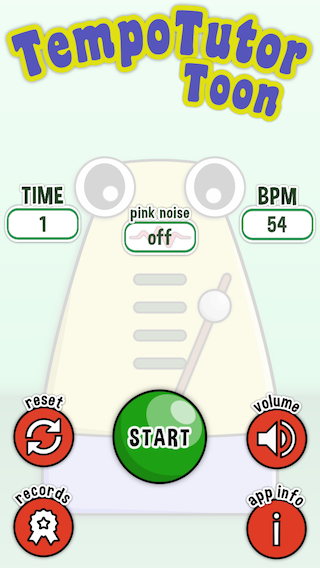 TempoTutor
Toon
TIME
BPM
pink noise
1
off
54
reset
volume
START
records
app info
i